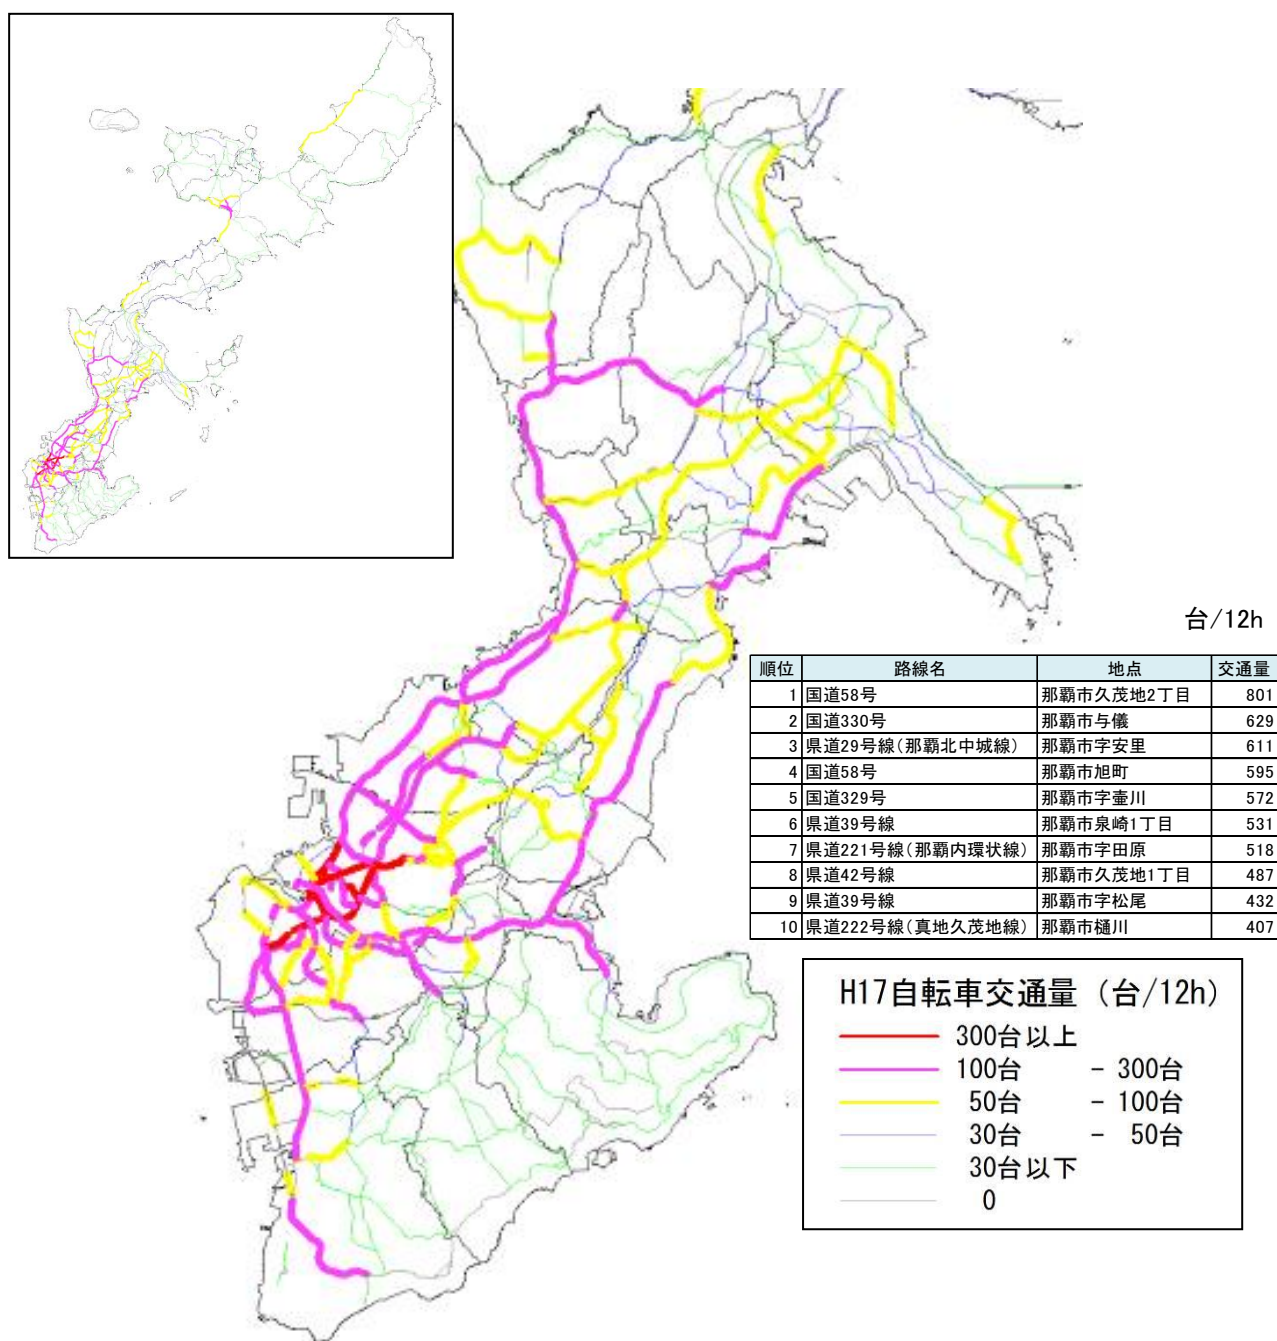 台/12h
順位 路線名 地点 交通量
1 国道58号 那覇市久茂地2丁目 801
2 国道330号 那覇市与儀 629
3 県道29号線(那覇北中城線) 那覇市字安里 611
4 国道58号 那覇市旭町 595
5 国道329号 那覇市字壷川 572
6 県道39号線 那覇市泉崎1丁目 531
7 県道221号線(那覇内環状線) 那覇市字田原 518
8 県道42号線 那覇市久茂地1丁目 487
9 県道39号線 那覇市字松尾 432
10 県道222号線(真地久茂地線) 那覇市樋川 407
H17自転車交通量 (台/12h)
300台以上
100台 - 300台
50台 - 100台
30台 - 50台
30台以下
0